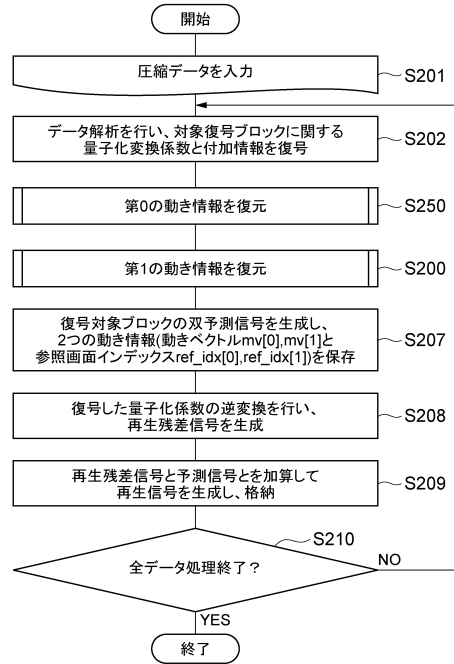 開始
圧縮データを入力
S201
データ解析を行い、対象復号ブロックに関する
量子化変換係数と付加情報を復号
S202
第0の動き情報を復元
S250
第1の動き情報を復元
S200
復号対象ブロックの双予測信号を生成し、
2つの動き情報(動きベクトルmv[0],mv[1]と
参照画面インデックスref_idx[0],ref_idx[1])を保存
S207
復号した量子化係数の逆変換を行い、
再生残差信号を生成
S208
再生残差信号と予測信号とを加算して
再生信号を生成し、格納
S209
S210
全データ処理終了?
NO
YES
終了